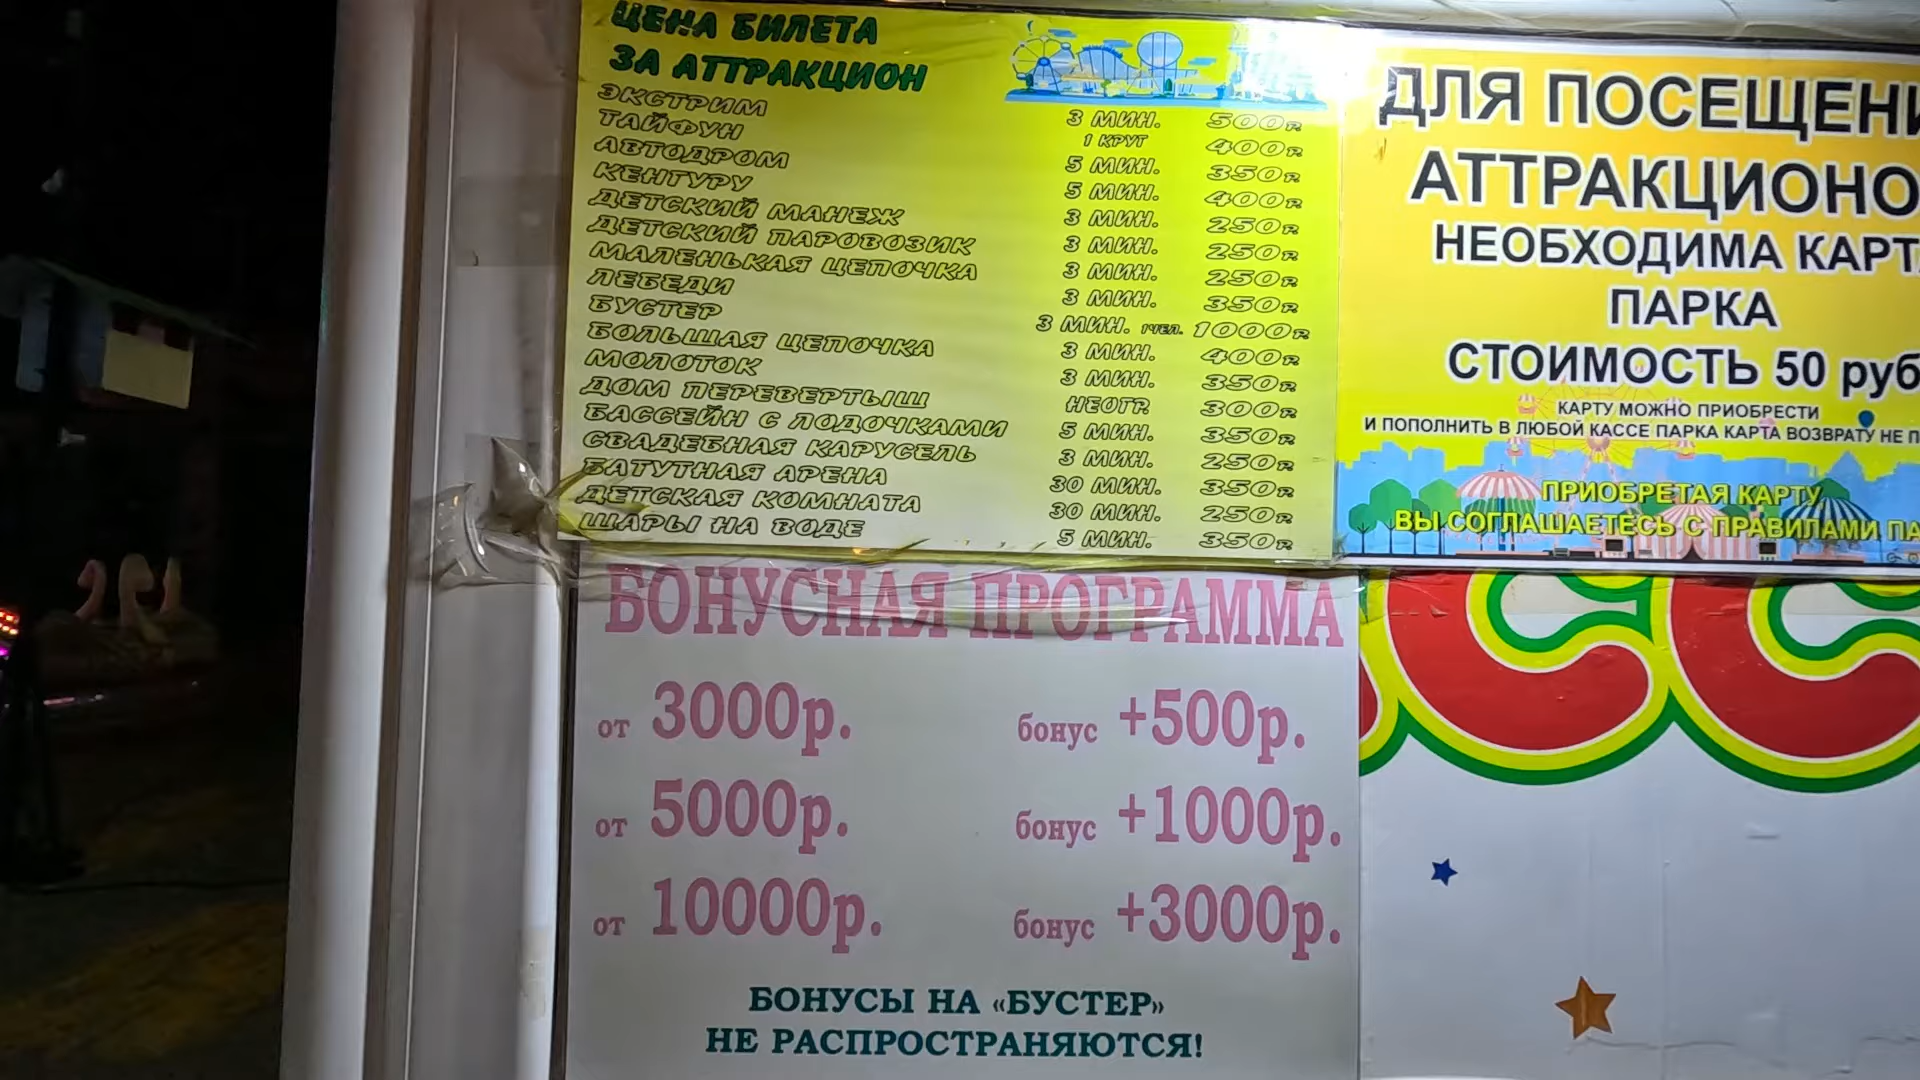 ЦЕНА БИЛЕТА
ЗА АТТРАКЦИОН
ЭКСТРИМ 3 МИН. 500Р.
ТАЙФУН 1 КРУГ 400Р.
АВТОДРОМ 5 МИН. 350Р.
КЕНГУРУ 5 МИН. 400Р.
ДЕТСКИЙ МАНЕЖ 3 МИН. 250Р.
ДЕТСКИЙ ПАРОВОЗИК 3 МИН. 250Р.
МАЛЕНЬКАЯ ЦЕПОЧКА 3 МИН. 250Р.
ЛЕБЕДИ 3 МИН. 350Р.
БУСТЕР 3 МИН. 1ЧЕЛ. 1000Р.
БОЛЬШАЯ ЦЕПОЧКА 3 МИН. 400Р.
МОЛОТОК 3 МИН. 350Р.
ДОМ ПЕРЕВЕРТЫШ НЕОГР. 300Р.
БАССЕЙН С ЛОДОЧКАМИ 5 МИН. 350Р.
СВАДЕБНАЯ КАРУСЕЛЬ 3 МИН. 250Р.
БАТУТНАЯ АРЕНА 30 МИН. 350Р.
ДЕТСКАЯ КОМНАТА 30 МИН. 250Р.
ШАРЫ НА ВОДЕ 5 МИН. 350Р.
ДЛЯ ПОСЕЩЕНИ
АТТРАКЦИОНО
НЕОБХОДИМА КАРТ
ПАРКА
СТОИМОСТЬ 50 руб
КАРТУ МОЖНО ПРИОБРЕСТИ
И ПОПОЛНИТЬ В ЛЮБОЙ КАССЕ ПАРКА КАРТА ВОЗВРАТУ НЕ П
ПРИОБРЕТАЯ КАРТУ,
ВЫ СОГЛАШАЕТЕСЬ С ПРАВИЛАМИ ПА
БОНУСНАЯ ПРОГРАММА
от 3000р. бонус +500р.
от 5000р. бонус +1000р.
от 10000р. бонус +3000р.
БОНУСЫ НА «БУСТЕР»
НЕ РАСПРОСТРАНЯЮТСЯ!